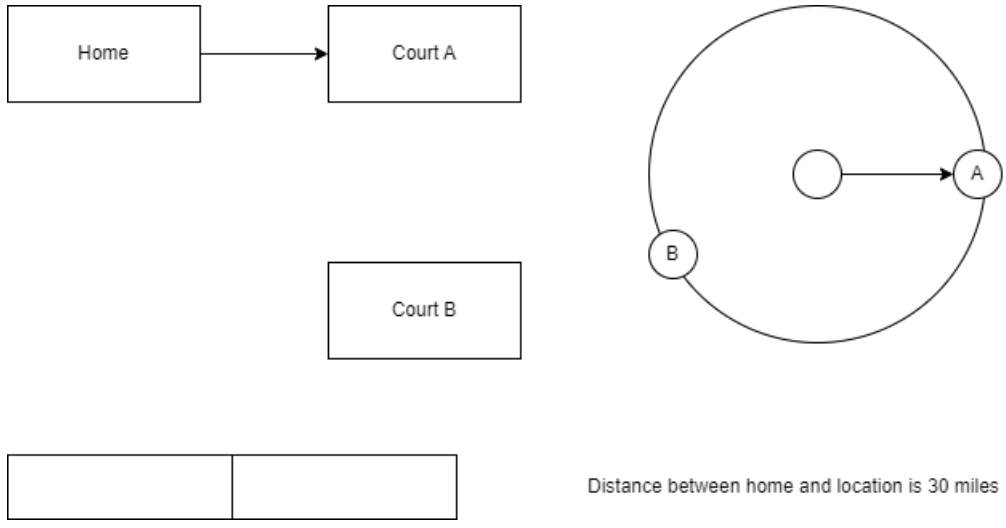 Home
Court A
A
B
Court B
Distance between home and location is 30 miles